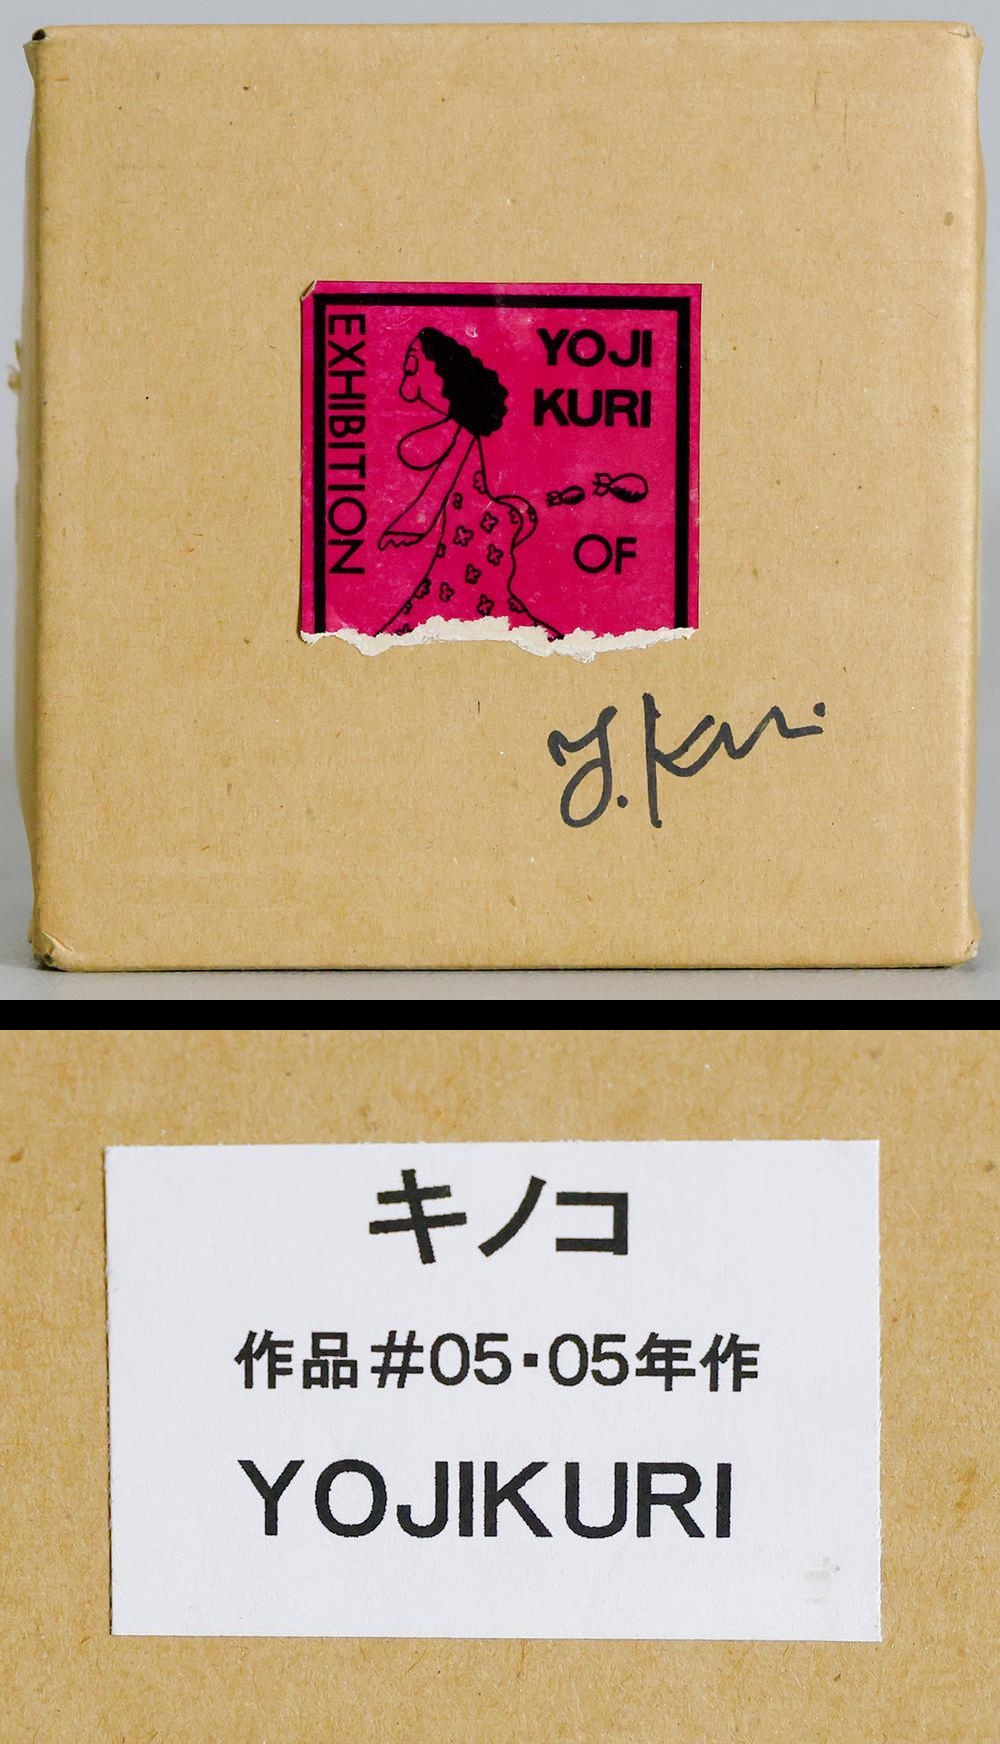 EXHIBITION
YOJI
KURI
OF
Y.Kuri
キノコ
作品#05・05年作
YOJIKURI